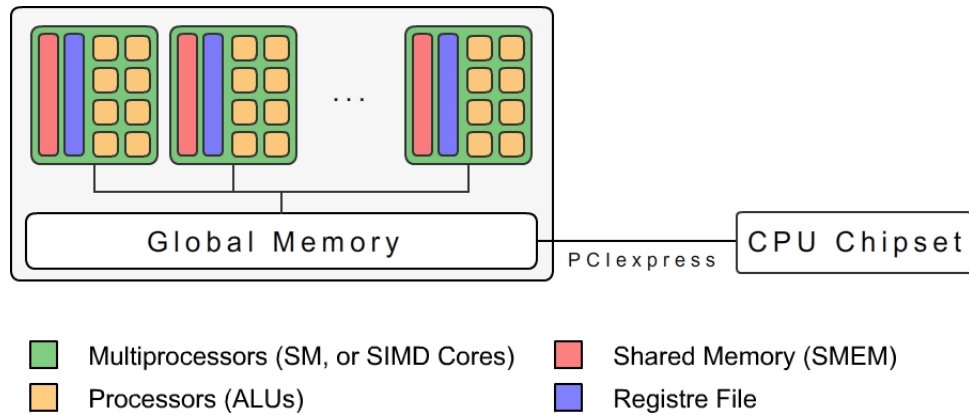 ...
Global Memory
PCIexpress
CPU Chipset
Multiprocessors (SM, or SIMD Cores)
Shared Memory (SMEM)
Processors (ALUs)
Registre File